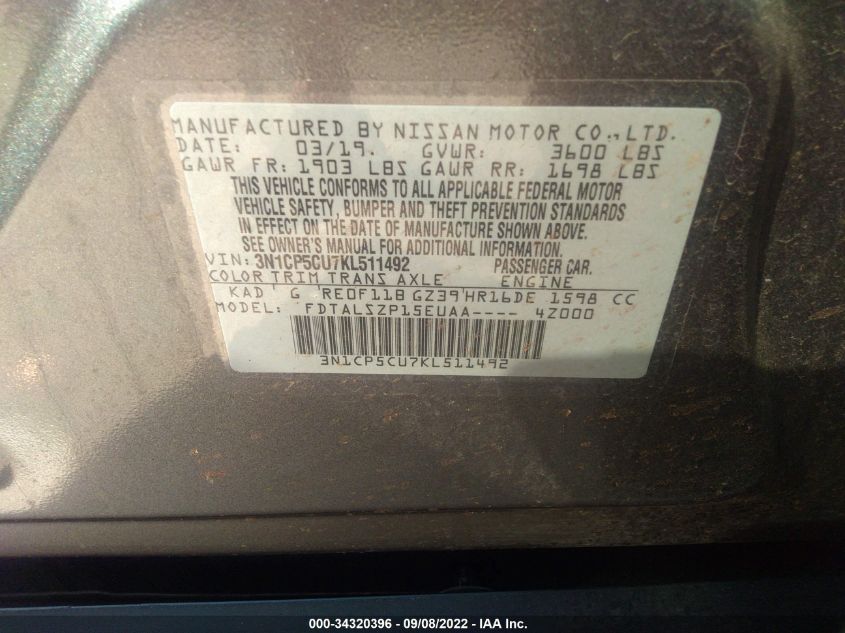 MANUFACTURED BY NISSAN MOTOR CO., LTD.
DATE: 03/19. GVWR: 3600 LBS
GAWR FR: 1903 LBS GAWR RR: 1698 LBS
THIS VEHICLE CONFORMS TO ALL APPLICABLE FEDERAL MOTOR
VEHICLE SAFETY, BUMPER AND THEFT PREVENTION STANDARDS
IN EFFECT ON THE DATE OF MANUFACTURE SHOWN ABOVE.
SEE OWNER'S MANUAL FOR ADDITIONAL INFORMATION.
VIN: 3N1CP5CU7KL511492 PASSENGER CAR.
COLOR TRIM TRANS AXLE ENGINE
KAD G RE0F11B GZ39 HR16DE 1598 CC
MODEL: FDTALSZP15EUAA---- 4Z000
3N1CP5CU7KL511492
000-34320396 - 09/08/2022 - IAA Inc.